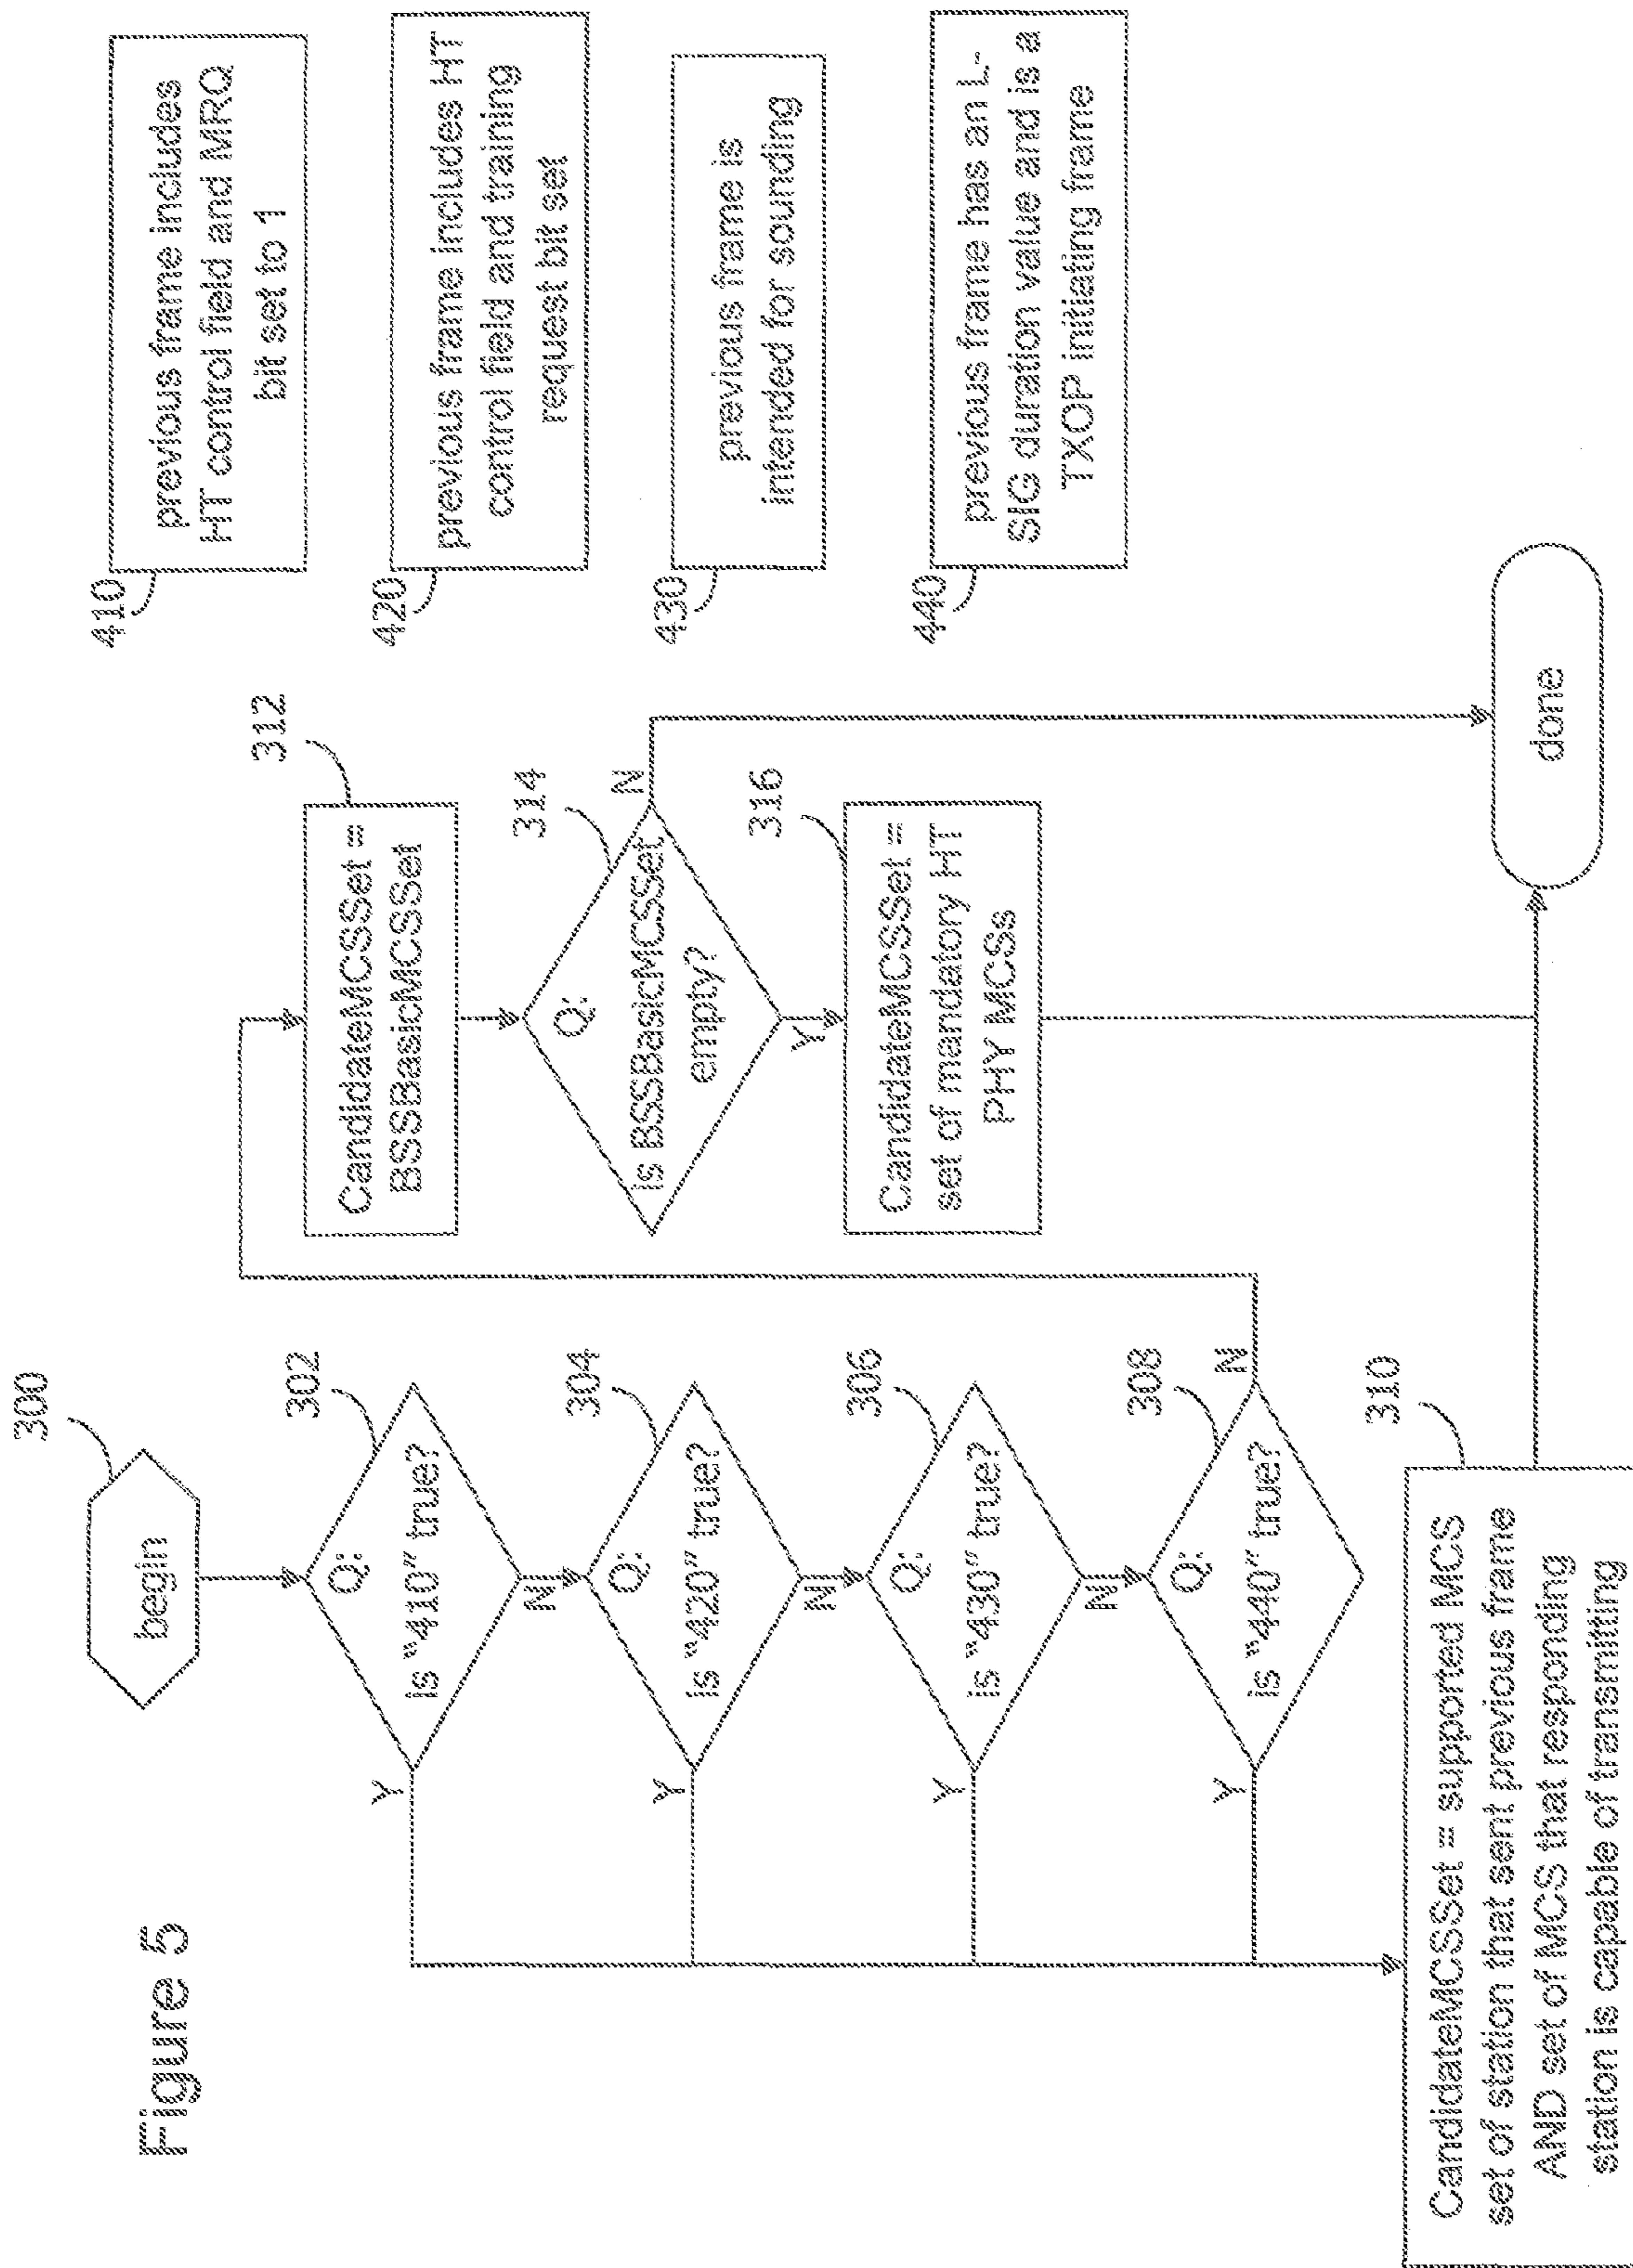 Figure 5
300
begin
302
Q:
is "410" true?
Y
N
304
Q:
is "420" true?
Y
N
306
Q:
is "430" true?
Y
N
308
Q:
is "440" true?
Y
N
310
CandidateMCSSet = supported MCS
set of station that sent previous frame
AND set of MCS that responding
station is capable of transmitting
312
CandidateMCSSet =
BSSBasicMCSSet
314
Q:
is BSSBasicMCSSet
empty?
N
Y
316
CandidateMCSSet =
set of mandatory HT
PHY MCSs
done
410
previous frame includes
HT control field and MRQ
bit set to 1
420
previous frame includes HT
control field and training
request bit set
430
previous frame is
intended for sounding
440
previous frame has an L-
SIG duration value and is a
TXOP initiating frame